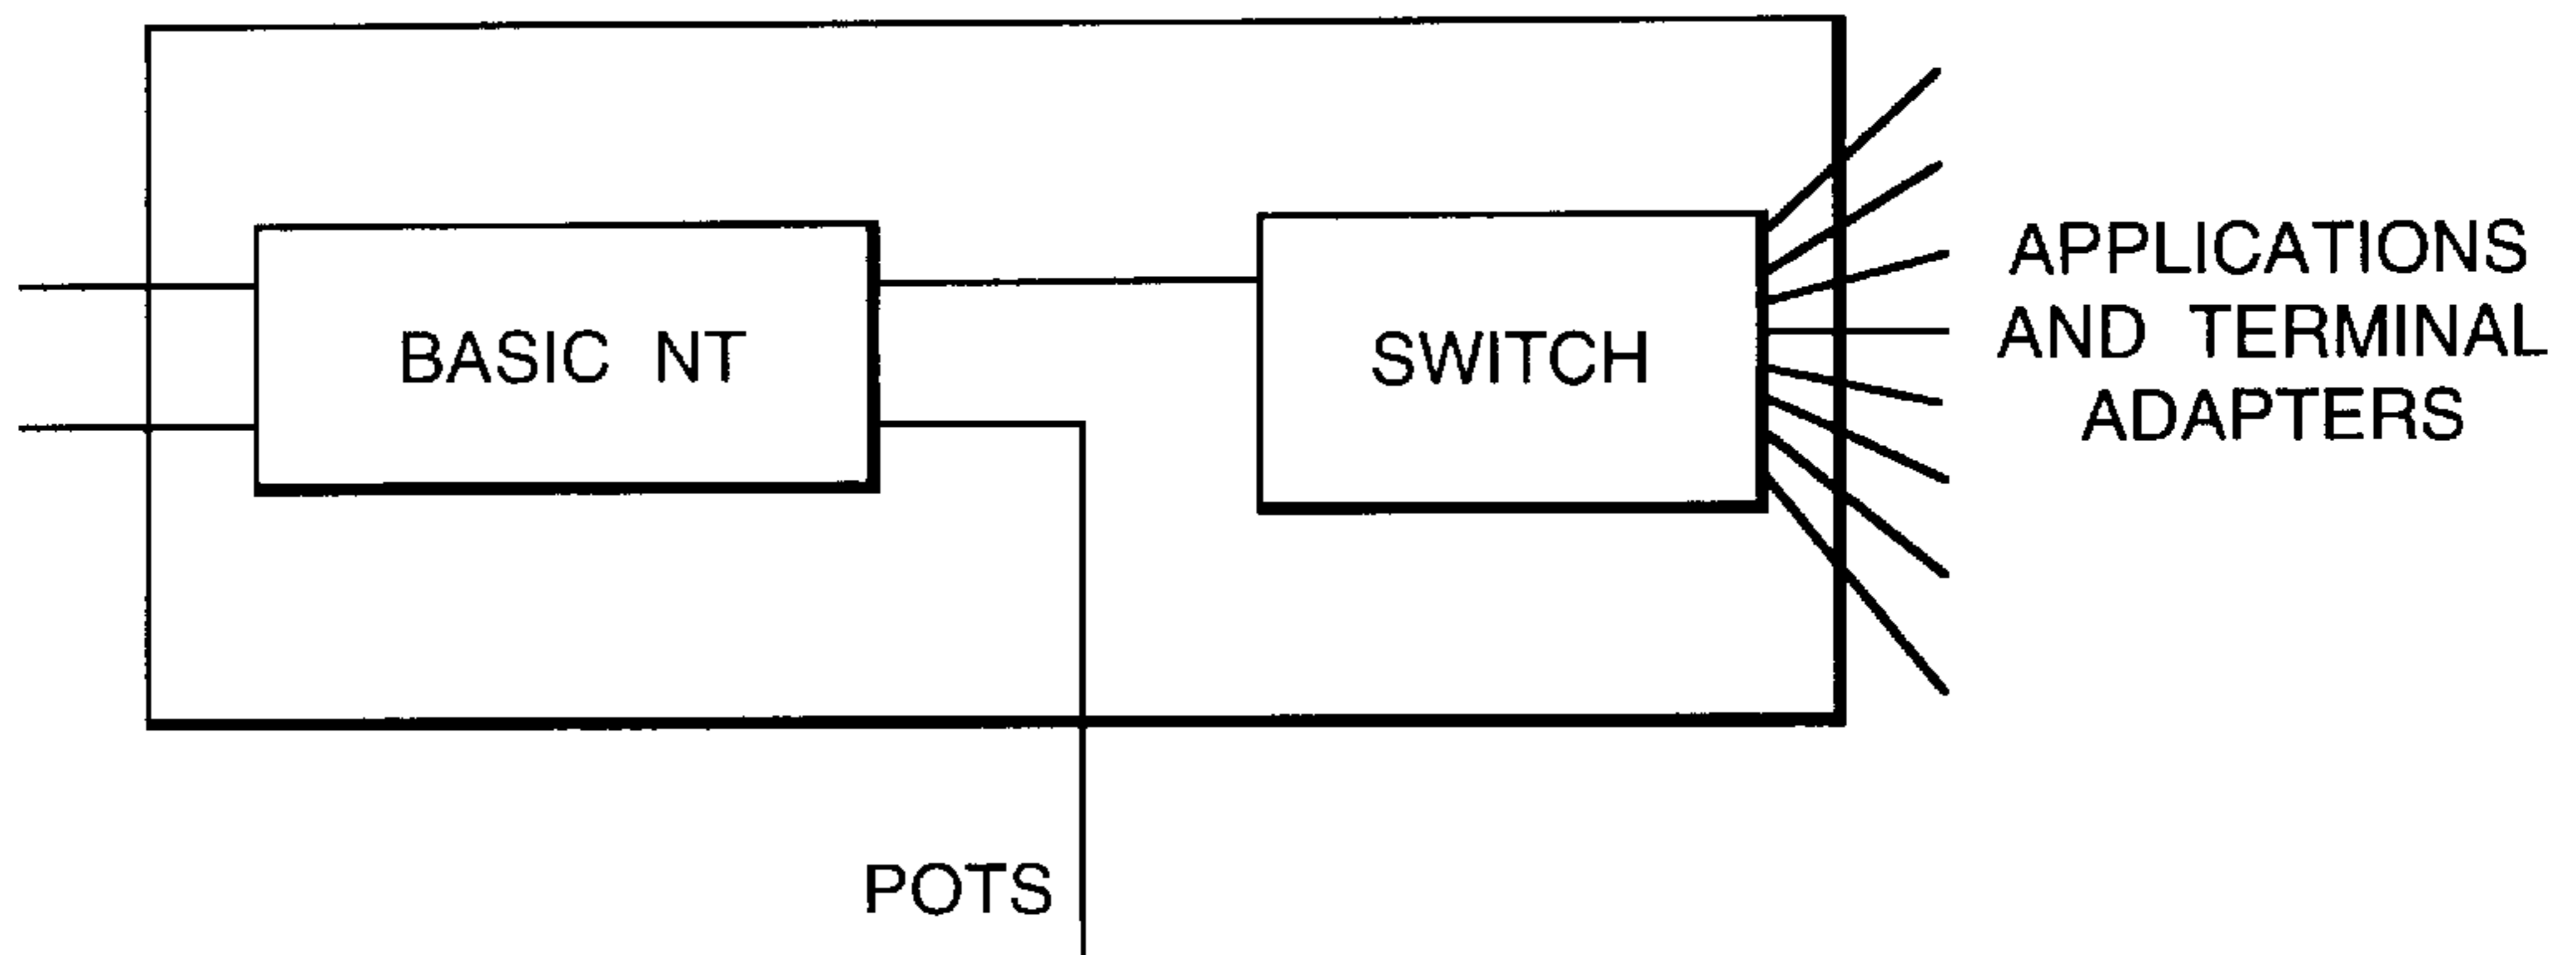 BASIC NT
SWITCH
APPLICATIONS
AND TERMINAL
ADAPTERS
POTS